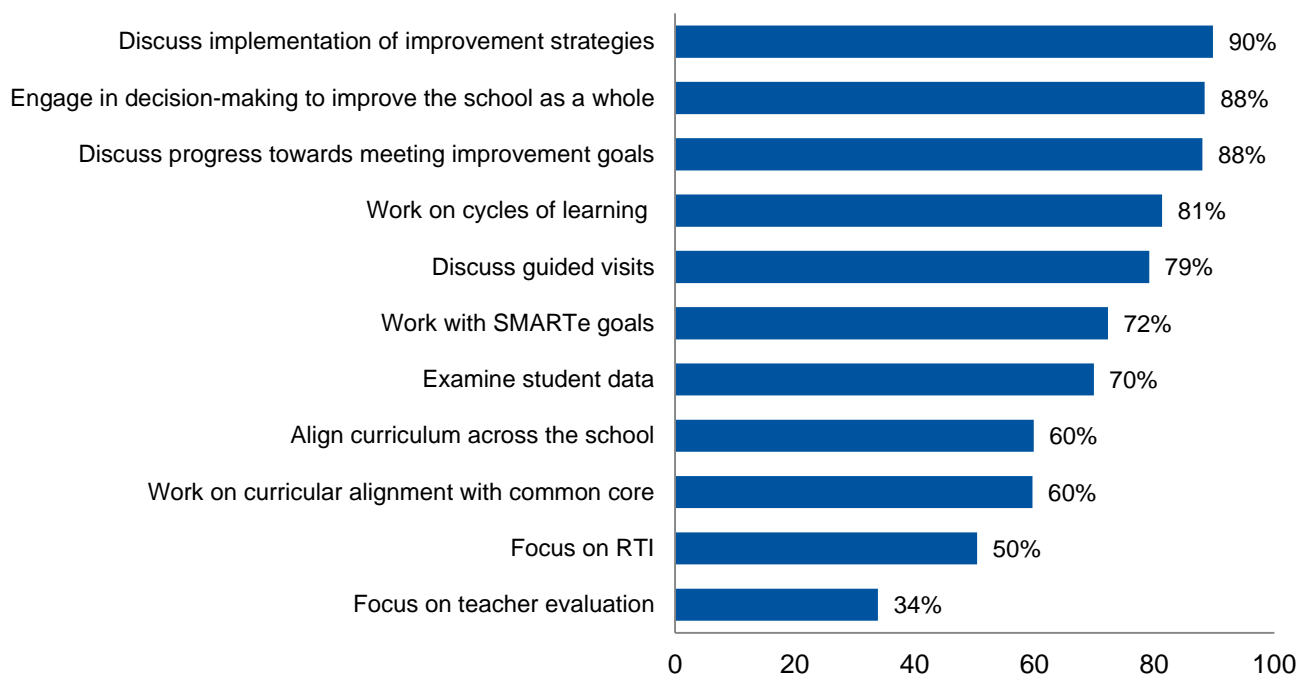 Discuss implementation of improvement strategies 90%
Engage in decision-making to improve the school as a whole 88%
Discuss progress towards meeting improvement goals 88%
Work on cycles of learning 81%
Discuss guided visits 79%
Work with SMARTe goals 72%
Examine student data 70%
Align curriculum across the school 60%
Work on curricular alignment with common core 60%
Focus on RTI 50%
Focus on teacher evaluation 34%
0 20 40 60 80 100